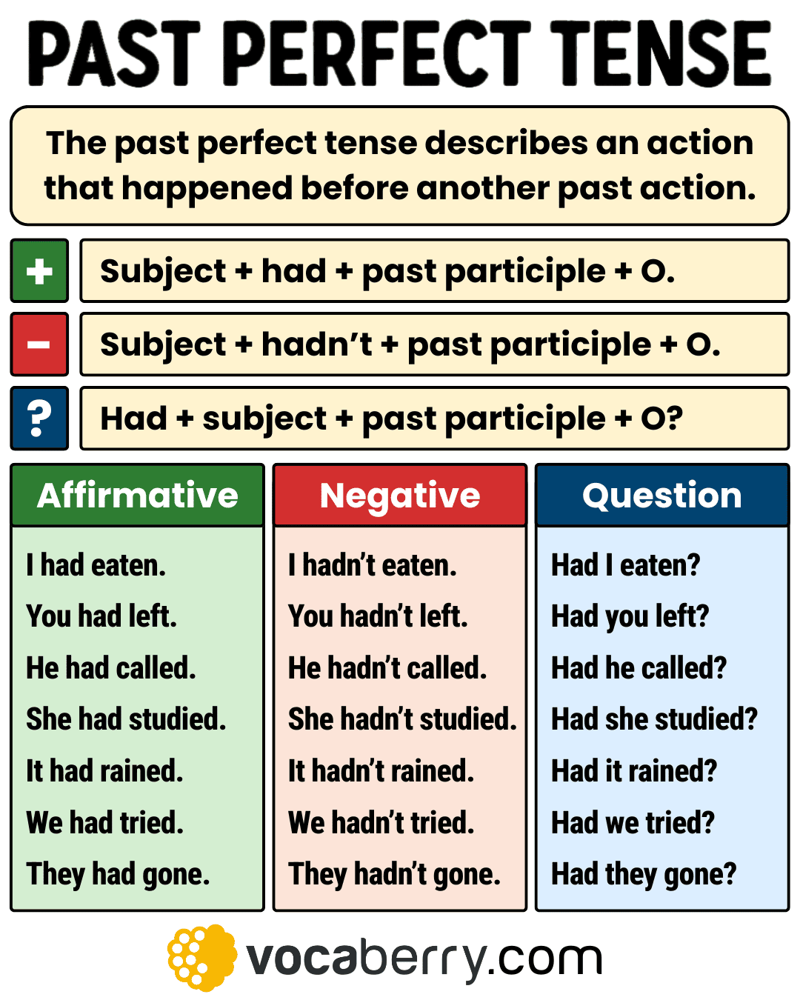 PAST PERFECT TENSE
The past perfect tense describes an action
that happened before another past action.
+
Subject + had + past participle + O.
-
Subject + hadn’t + past participle + O.
?
Had + subject + past participle + O?
Affirmative
I had eaten.
You had left.
He had called.
She had studied.
It had rained.
We had tried.
They had gone.
Negative
I hadn’t eaten.
You hadn’t left.
He hadn’t called.
She hadn’t studied.
It hadn’t rained.
We hadn’t tried.
They hadn’t gone.
Question
Had I eaten?
Had you left?
Had he called?
Had she studied?
Had it rained?
Had we tried?
Had they gone?
vocaberry.com